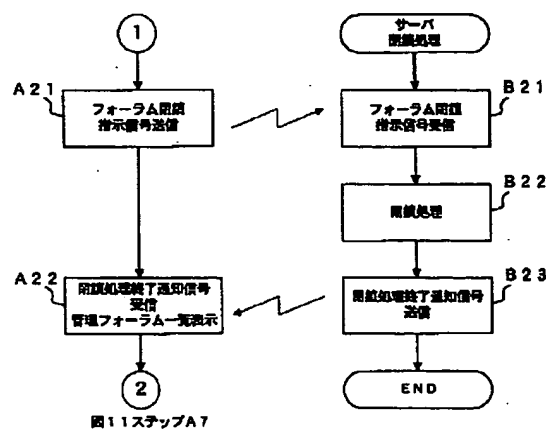 1
サーバ
閉鎖処理
A21
フォーラム閉鎖
指示信号送信
B21
フォーラム閉鎖
指示信号受信
B22
閉鎖処理
A22
閉鎖処理終了通知信号
受信
管理フォーラム一覧表示
B23
閉鎖処理終了通知信号
送信
2
END
図11ステップA7